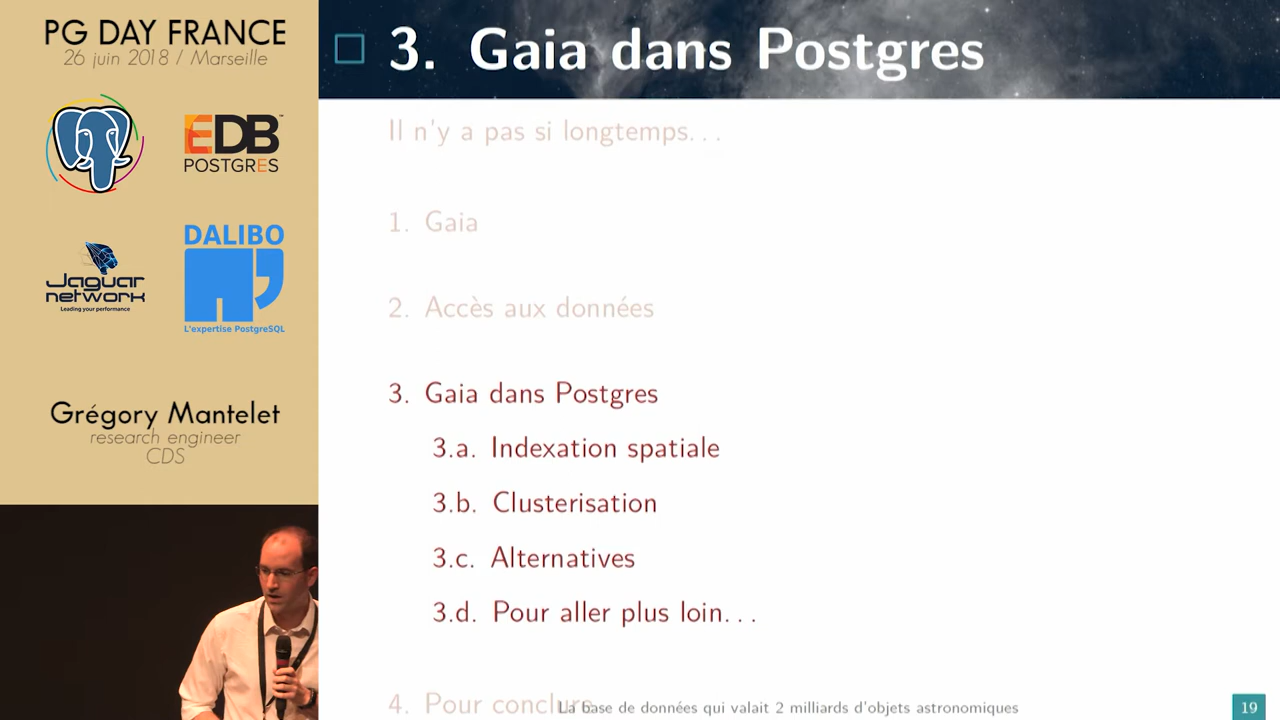 PG DAY FRANCE
26 juin 2018 / Marseille
EDB™
POSTGRES
Jaguar
network
Leading your performance
DALIBO
L'expertise PostgreSQL
Grégory Mantelet
research engineer
CDS
3. Gaia dans Postgres
Il n'y a pas si longtemps...
1. Gaia
2. Accès aux données
3. Gaia dans Postgres
3.a. Indexation spatiale
3.b. Clusterisation
3.c. Alternatives
3.d. Pour aller plus loin...
4. Pour conclure
La base de données qui valait 2 milliards d'objets astronomiques
19